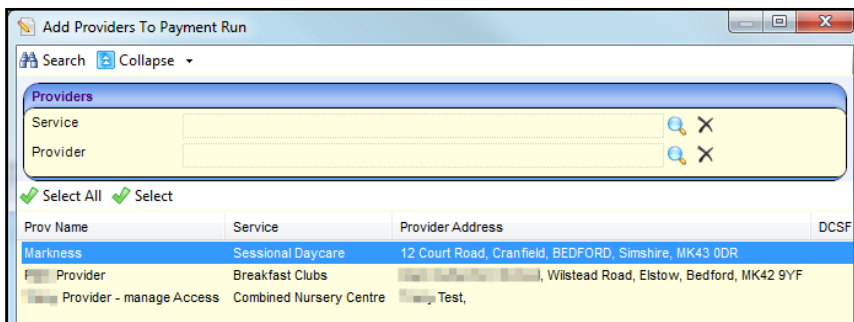 Add Providers To Payment Run
Search Collapse
Providers
Service
Provider
Select All Select
Prov Name Service Provider Address DCSF
Markness Sessional Daycare 12 Court Road, Cranfield, BEDFORD, Simshire, MK43 0DR
Provider Breakfast Clubs , Wilstead Road, Elstow, Bedford, MK42 9YF
Provider - manage Access Combined Nursery Centre Test,